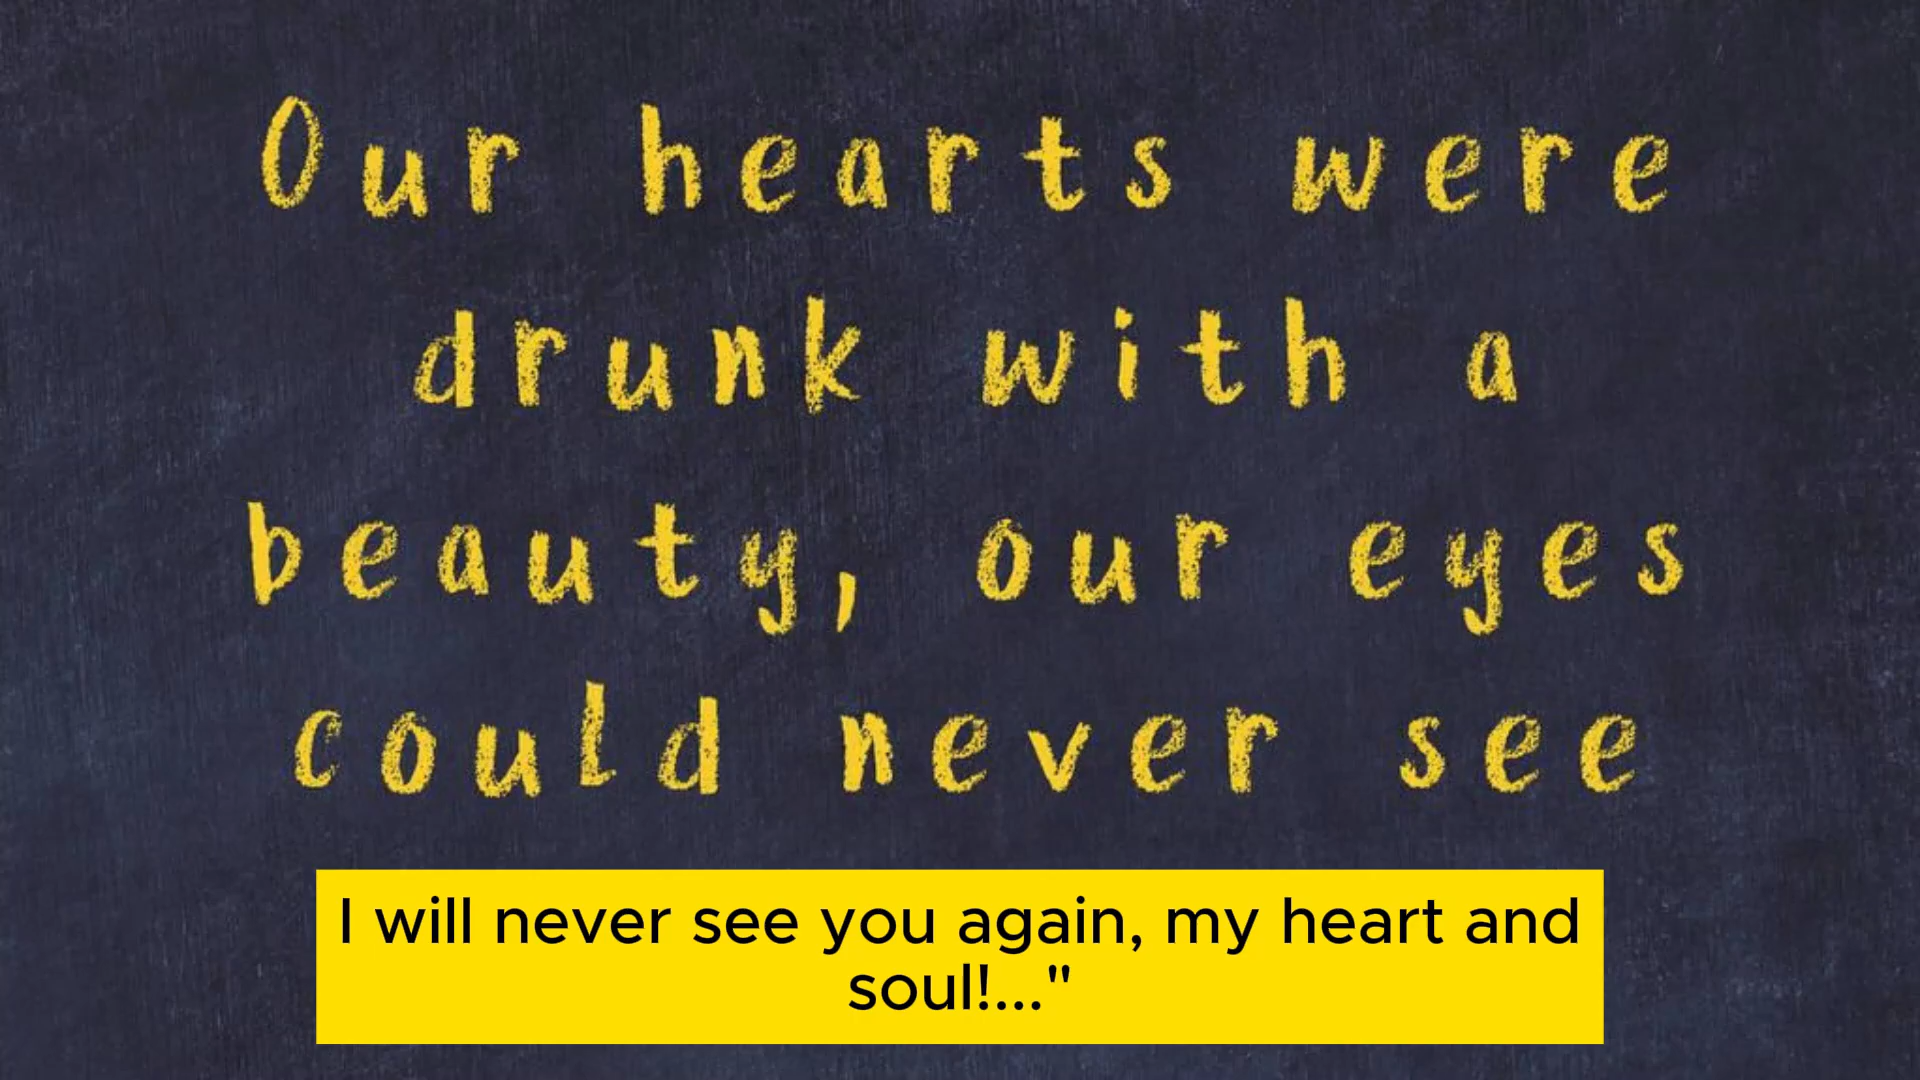 Our hearts were
drunk with a
beauty, our eyes
could never see
I will never see you again, my heart and
soul!..."